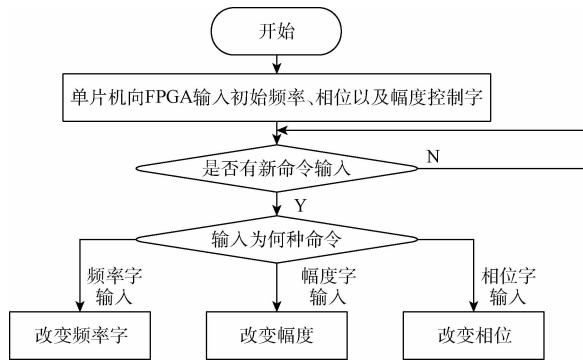 开始
单片机向FPGA输入初始频率、相位以及幅度控制字
是否有新命令输入
N
Y
输入为何种命令
频率字
输入
幅度字
输入
相位字
输入
改变频率字
改变幅度
改变相位